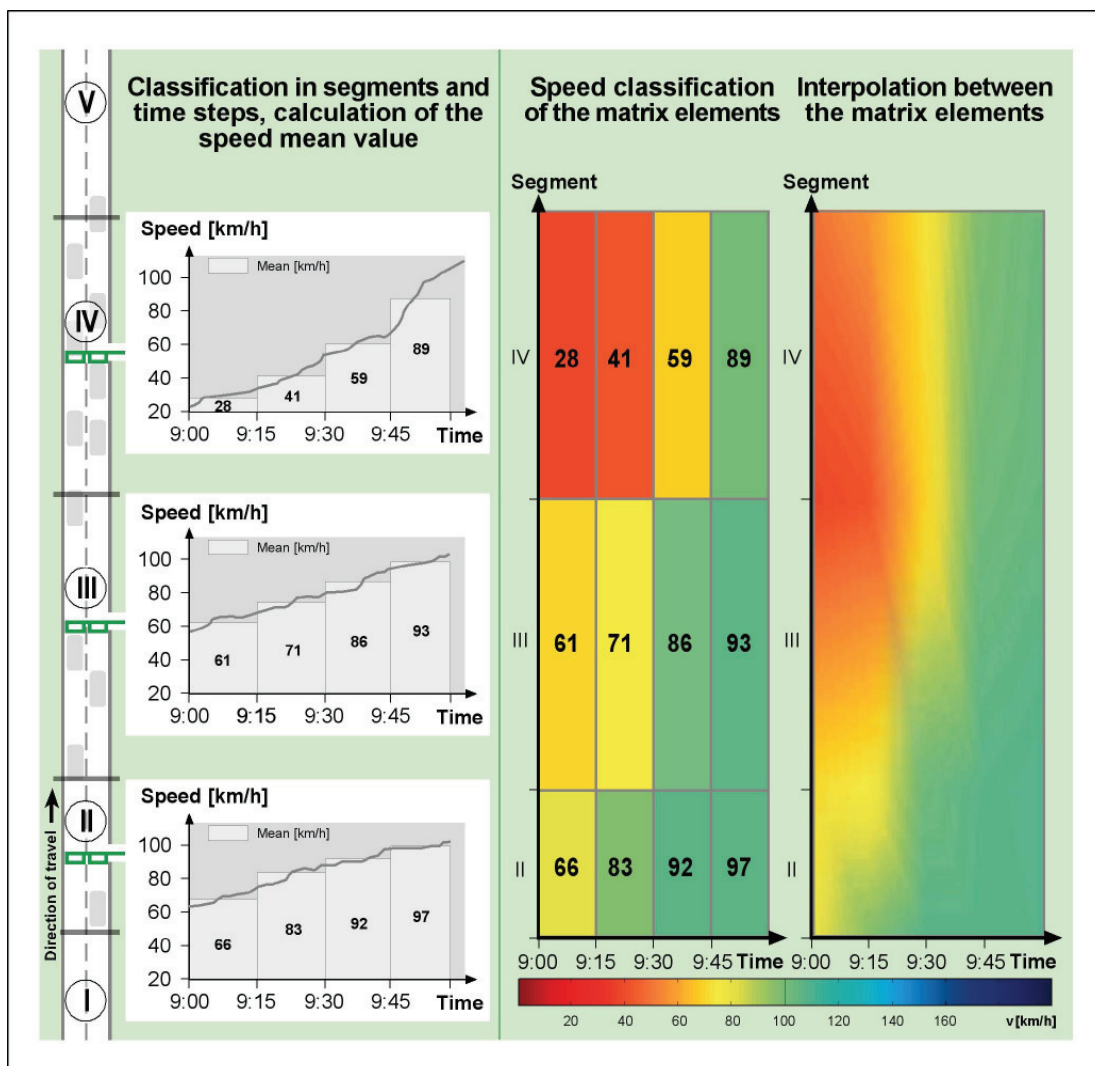 V
IV
III
II
I
Direction of travel
Classification in segments and
time steps, calculation of the
speed mean value
Speed [km/h]
Mean [km/h]
100
80
60
40
20
28
41
59
89
9:00 9:15 9:30 9:45 Time
Speed [km/h]
Mean [km/h]
100
80
60
40
20
61
71
86
93
9:00 9:15 9:30 9:45 Time
Speed [km/h]
Mean [km/h]
100
80
60
40
20
66
83
92
97
9:00 9:15 9:30 9:45 Time
Speed classification
of the matrix elements
Segment
IV 28 41 59 89
III 61 71 86 93
II 66 83 92 97
9:00 9:15 9:30 9:45 Time
Interpolation between
the matrix elements
Segment
IV
III
II
9:00 9:15 9:30 9:45 Time
20 40 60 80 100 120 140 160 v [km/h]